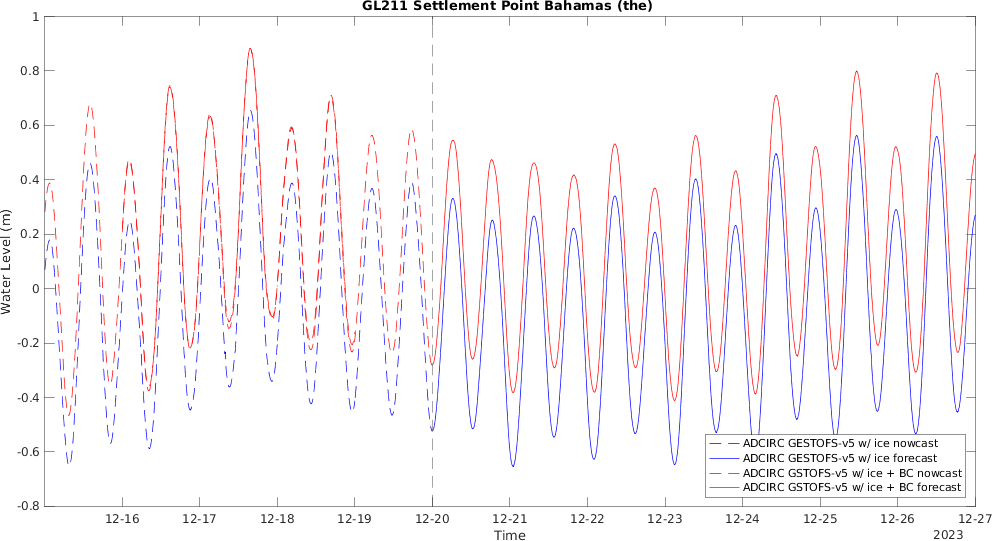 GL211 Settlement Point Bahamas (the)
Water Level (m)
1
0.8
0.6
0.4
0.2
0
-0.2
-0.4
-0.6
-0.8
ADCIRC GESTOFS-v5 w/ ice nowcast
ADCIRC GESTOFS-v5 w/ ice forecast
ADCIRC GSTOFS-v5 w/ ice + BC nowcast
ADCIRC GSTOFS-v5 w/ ice + BC forecast
12-16 12-17 12-18 12-19 12-20 12-21 12-22 12-23 12-24 12-25 12-26 12-27
Time
2023